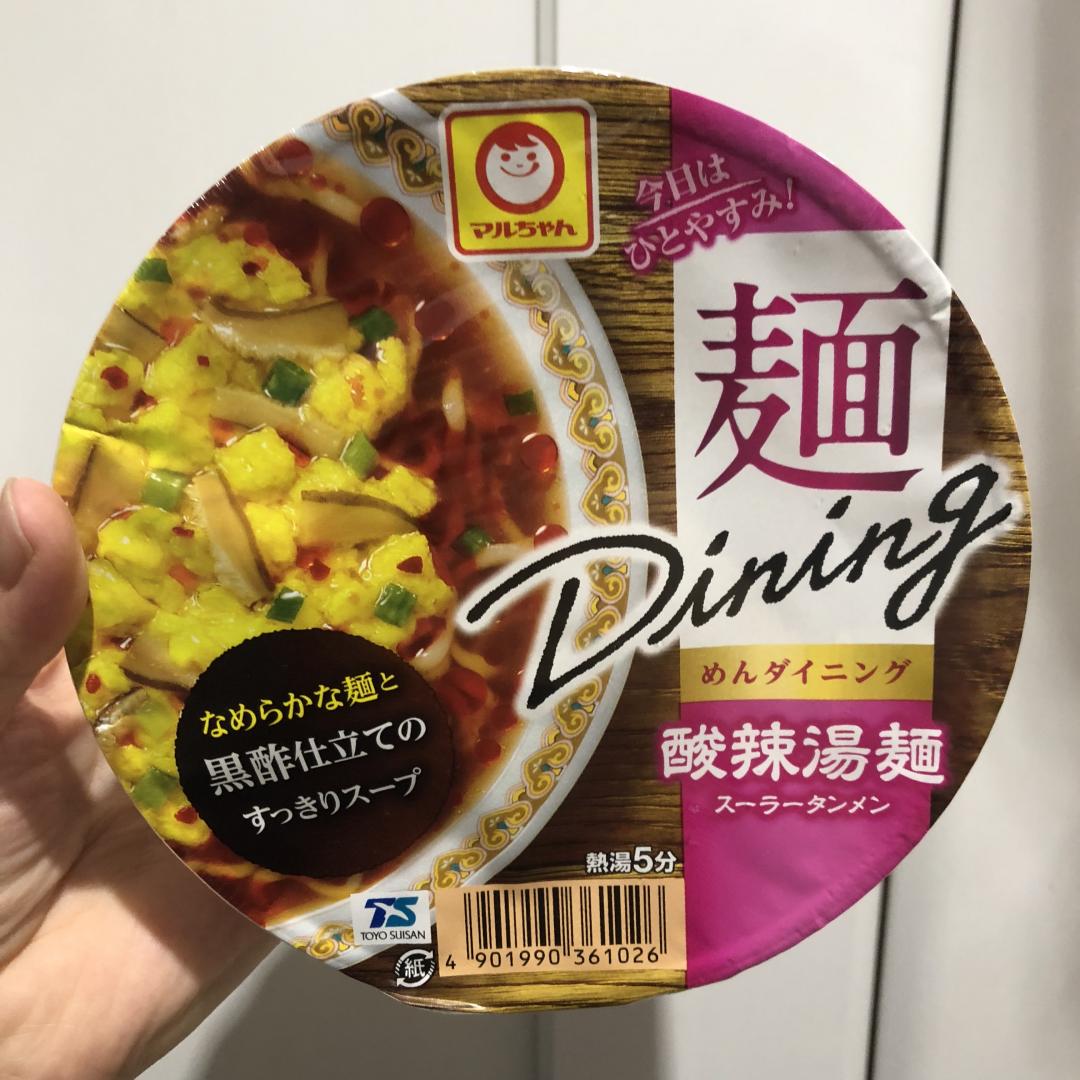 マルちゃん
今日は
ひとやすみ!
麺
Dining
めんダイニング
酸辣湯麺
スーラータンメン
なめらかな麺と
黒酢仕立ての
すっきりスープ
熱湯5分
TS
TOYO SUISAN
紙
4 901990 361026